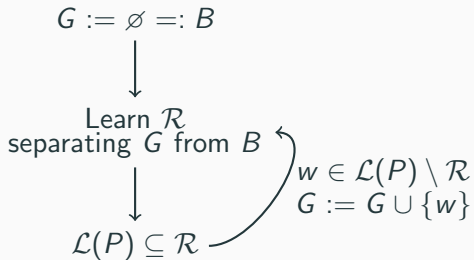 G := ∅ =: B
Learn ℛ
separating G from B
w ∈ ℒ(P) \ ℛ
G := G ∪ {w}
ℒ(P) ⊆ ℛ